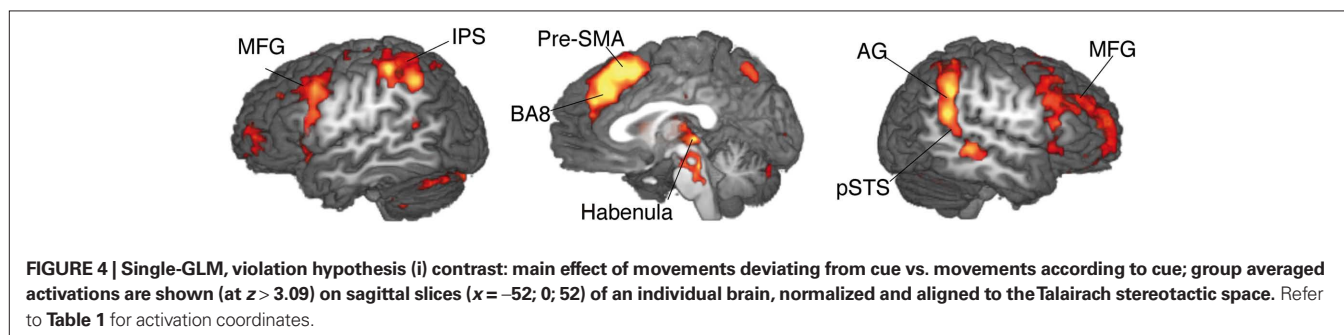 MFG
IPS
Pre-SMA
BA8
Habenula
AG
MFG
pSTS
FIGURE 4 | Single-GLM, violation hypothesis (i) contrast: main effect of movements deviating from cue vs. movements according to cue; group averaged
activations are shown (at z > 3.09) on sagittal slices (x = −52; 0; 52) of an individual brain, normalized and aligned to the Talairach stereotactic space. Refer
to Table 1 for activation coordinates.